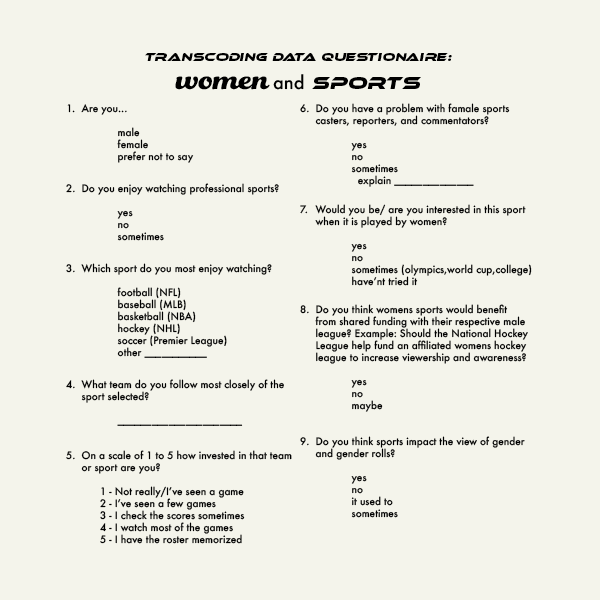 TRANSCODING DATA QUESTIONAIRE:
women and SPORTS
1. Are you...
male
female
prefer not to say
2. Do you enjoy watching professional sports?
yes
no
sometimes
3. Which sport do you most enjoy watching?
football (NFL)
baseball (MLB)
basketball (NBA)
hockey (NHL)
soccer (Premier League)
other ___________
4. What team do you follow most closely of the
sport selected?
______________________
5. On a scale of 1 to 5 how invested in that team
or sport are you?
1 - Not really/I've seen a game
2 - I've seen a few games
3 - I check the scores sometimes
4 - I watch most of the games
5 - I have the roster memorized
6. Do you have a problem with famale sports
casters, reporters, and commentators?
yes
no
sometimes
explain ______________
7. Would you be/ are you interested in this sport
when it is played by women?
yes
no
sometimes (olympics,world cup,college)
have'nt tried it
8. Do you think womens sports would benefit
from shared funding with their respective male
league? Example: Should the National Hockey
League help fund an affiliated womens hockey
league to increase viewership and awareness?
yes
no
maybe
9. Do you think sports impact the view of gender
and gender rolls?
yes
no
it used to
sometimes